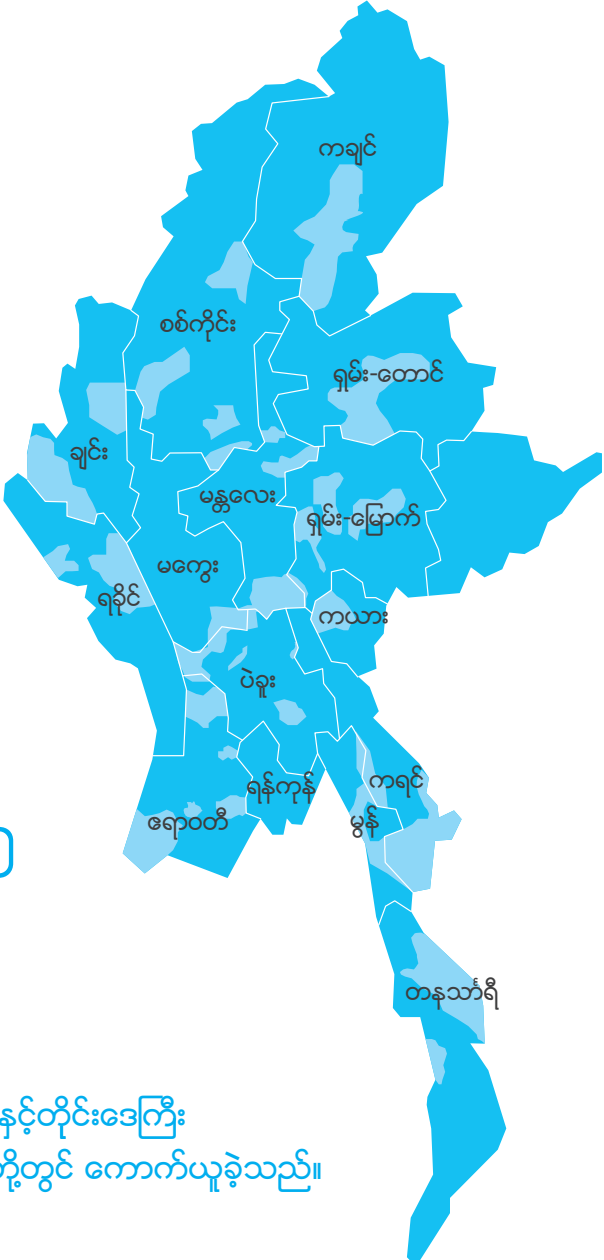 ကချင်
စစ်ကိုင်း
ရှမ်း-တောင်
ချင်း
မန္တလေး
ရှမ်း-မြောက်
မကွေး
ရခိုင်
ကယား
ပဲခူး
ကရင်
ရန်ကုန်
မွန်
ဧရာဝတီ
တနင်္သာရီ
နှင့်တိုင်းဒေကြီး
တို့တွင် ကောက်ယူခဲ့သည်။